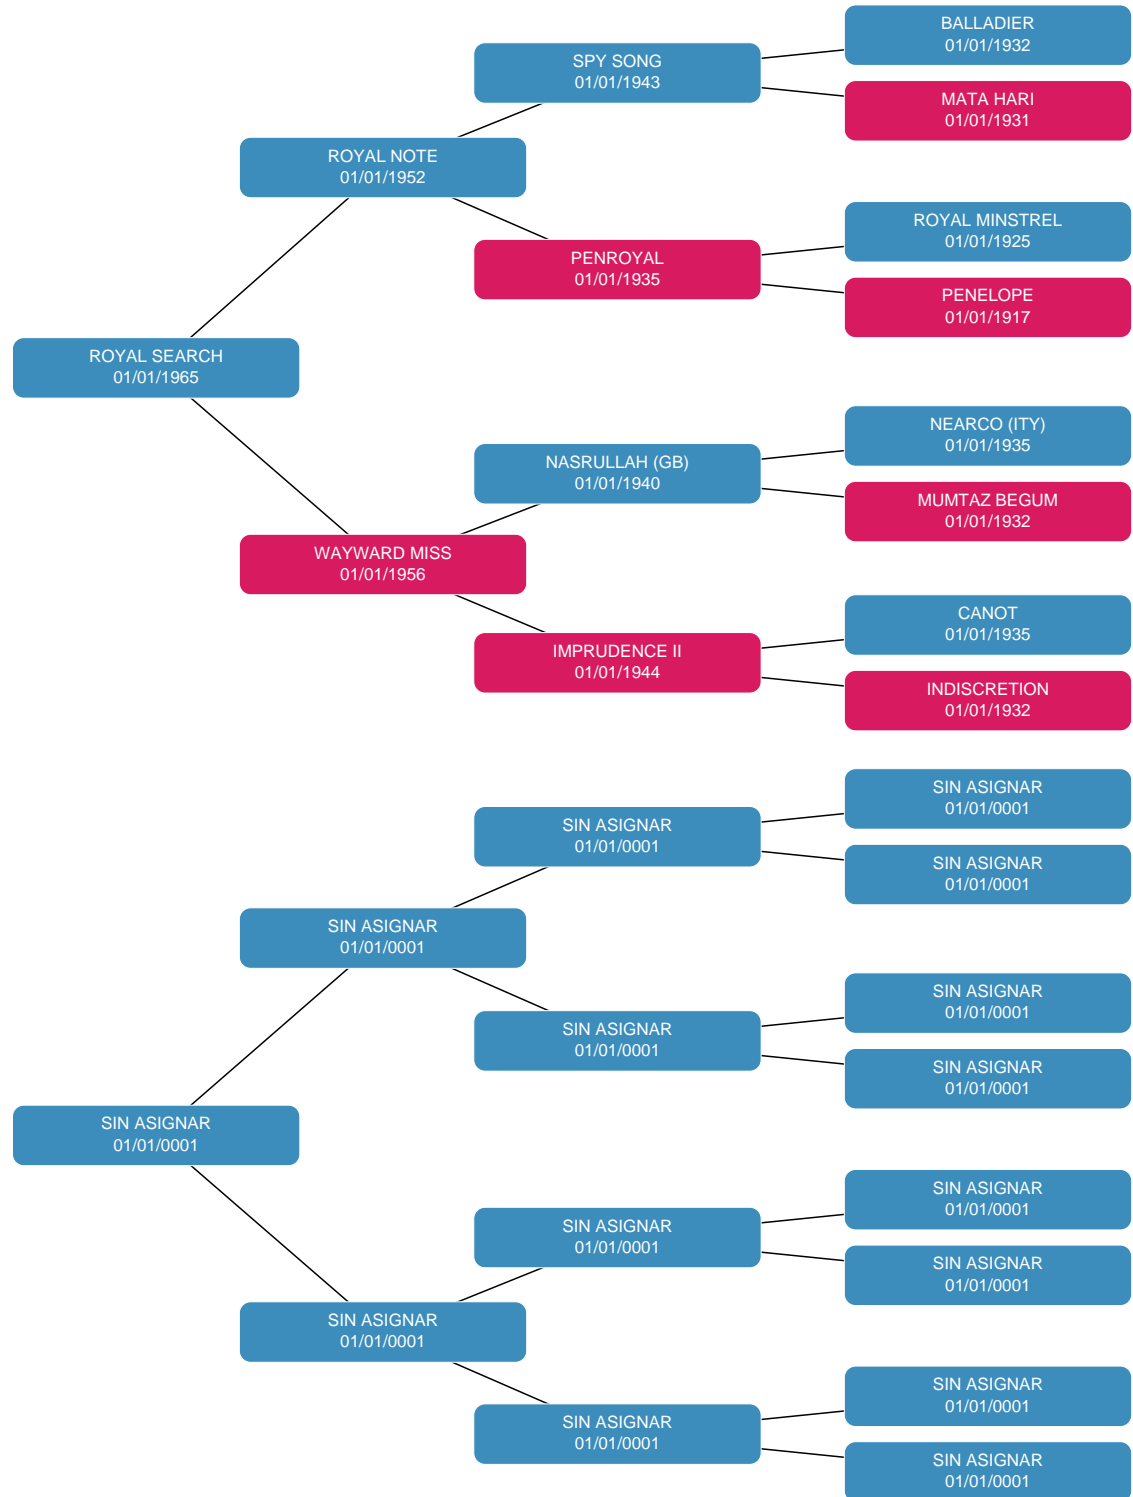 BALLADIER
01/01/1932
SPY SONG
01/01/1943
MATA HARI
01/01/1931
ROYAL NOTE
01/01/1952
ROYAL MINSTREL
01/01/1925
PENROYAL
01/01/1935
PENELOPE
01/01/1917
ROYAL SEARCH
01/01/1965
NEARCO (ITY)
01/01/1935
NASRULLAH (GB)
01/01/1940
MUMTAZ BEGUM
01/01/1932
WAYWARD MISS
01/01/1956
CANOT
01/01/1935
IMPRUDENCE II
01/01/1944
INDISCRETION
01/01/1932
SIN ASIGNAR
01/01/0001
SIN ASIGNAR
01/01/0001
SIN ASIGNAR
01/01/0001
SIN ASIGNAR
01/01/0001
SIN ASIGNAR
01/01/0001
SIN ASIGNAR
01/01/0001
SIN ASIGNAR
01/01/0001
SIN ASIGNAR
01/01/0001
SIN ASIGNAR
01/01/0001
SIN ASIGNAR
01/01/0001
SIN ASIGNAR
01/01/0001
SIN ASIGNAR
01/01/0001
SIN ASIGNAR
01/01/0001
SIN ASIGNAR
01/01/0001
SIN ASIGNAR
01/01/0001